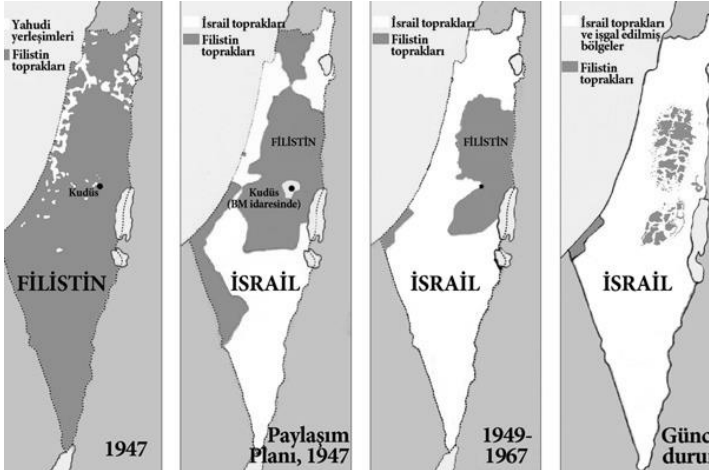 Yahudi
yerleşimleri
Filistin
toprakları
Kudüs
FİLİSTİN
1947
İsrail toprakları
Filistin
toprakları
FİLİSTİN
Kudüs
(BM idaresinde)
İSRAİL
Paylaşım
Planı, 1947
İsrail toprakları
Filistin
toprakları
FİLİSTİN
İSRAİL
1949-
1967
İsrail toprakları
ve işgal edilmiş
bölgeler
Filistin
toprakları
İSRAİL
Günc
durun